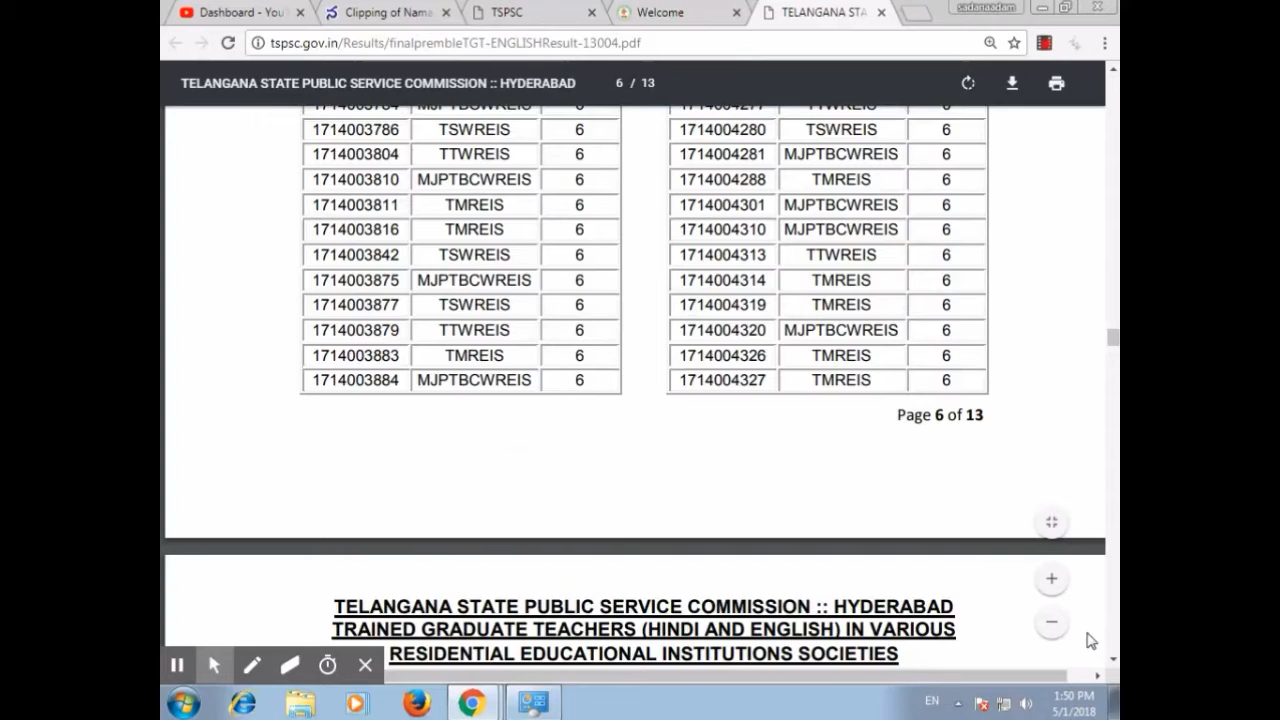 Dashboard - You
Clipping of Name
TSPSC
Welcome
TELANGANA STA
sadanaadam
tspsc.gov.in/Results/finalprembleTGT-ENGLISHResult-13004.pdf
TELANGANA STATE PUBLIC SERVICE COMMISSION :: HYDERABAD 6 / 13
1714003786 TSWREIS 6
1714003804 TTWREIS 6
1714003810 MJPTBCWREIS 6
1714003811 TMREIS 6
1714003816 TMREIS 6
1714003842 TSWREIS 6
1714003875 MJPTBCWREIS 6
1714003877 TSWREIS 6
1714003879 TTWREIS 6
1714003883 TMREIS 6
1714003884 MJPTBCWREIS 6
1714004280 TSWREIS 6
1714004281 MJPTBCWREIS 6
1714004288 TMREIS 6
1714004301 MJPTBCWREIS 6
1714004310 MJPTBCWREIS 6
1714004313 TTWREIS 6
1714004314 TMREIS 6
1714004319 TMREIS 6
1714004320 MJPTBCWREIS 6
1714004326 TMREIS 6
1714004327 TMREIS 6
Page 6 of 13
TELANGANA STATE PUBLIC SERVICE COMMISSION :: HYDERABAD
TRAINED GRADUATE TEACHERS (HINDI AND ENGLISH) IN VARIOUS
RESIDENTIAL EDUCATIONAL INSTITUTIONS SOCIETIES
EN
1:50 PM
5/1/2018